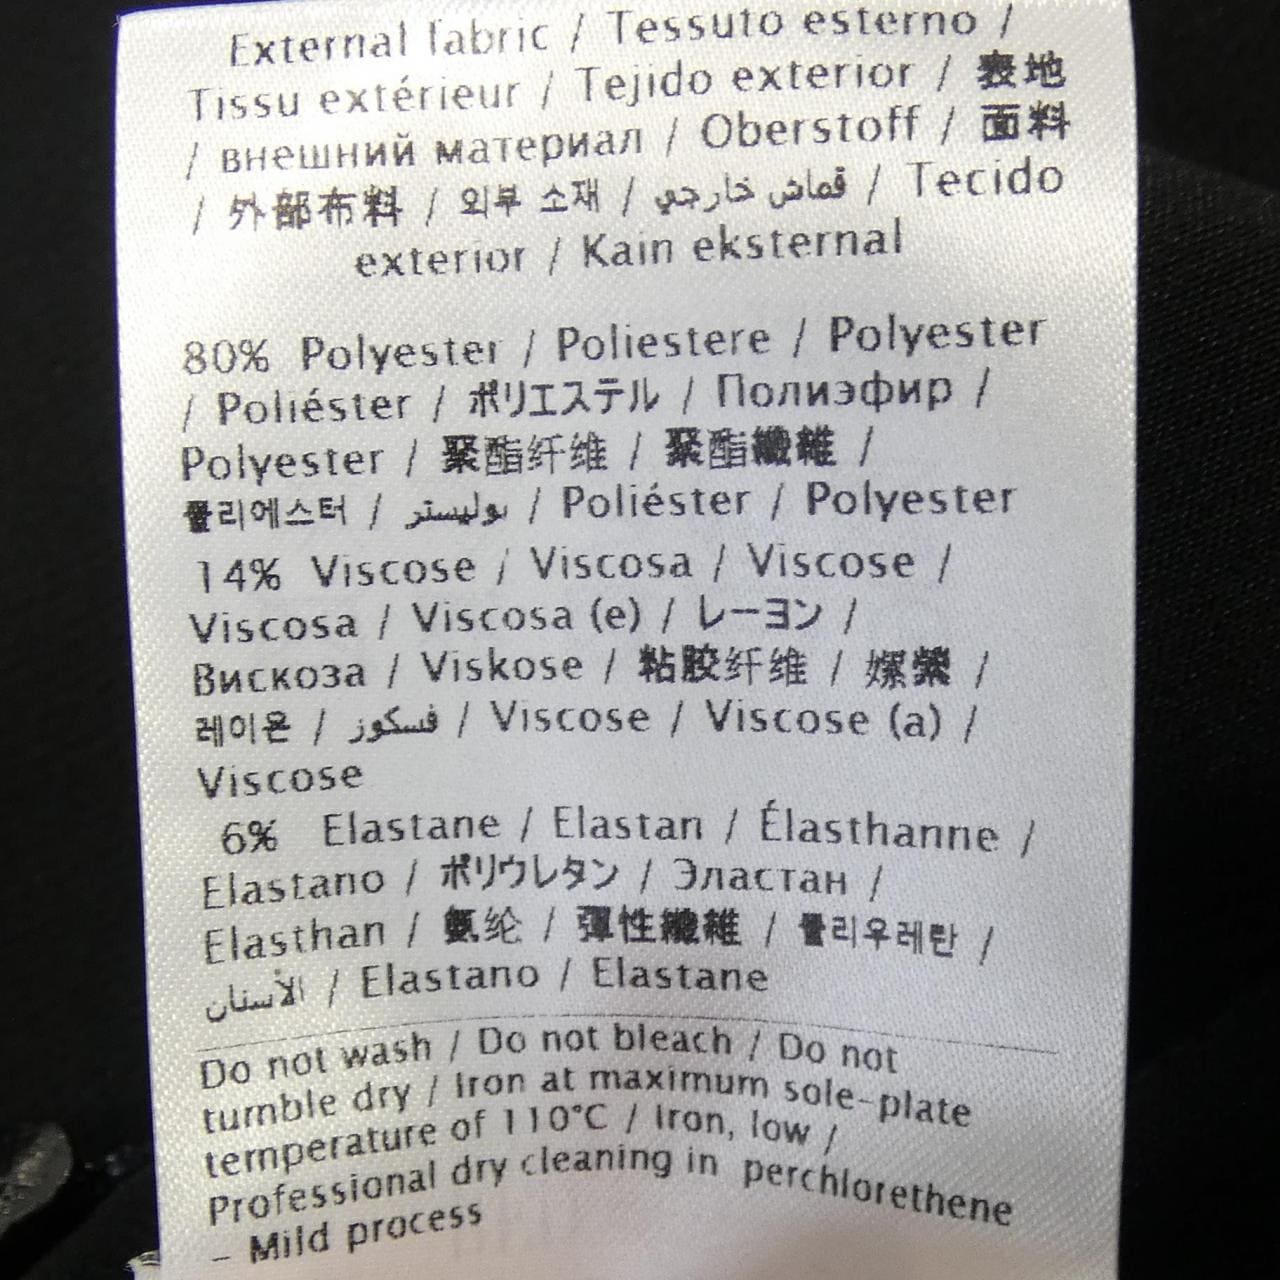 External fabric / Tessuto esterno /
Tissu extérieur / Tejido exterior / 表地
/ внешний материал / Oberstoff / 面料
/ 外部布料 / 외부 소재 / قماش خارجي / Tecido
exterior / Kain eksternal
80% Polyester / Poliestere / Polyester
/ Poliéster / ポリエステル / Полиэфир /
Polyester / 聚酯纤维 / 聚酯纖維 /
폴리에스터 / بوليستر / Poliéster / Polyester
14% Viscose / Viscosa / Viscose /
Viscosa / Viscosa (e) / レーヨン /
Вискоза / Viskose / 粘胶纤维 / 嫘縈 /
레이온 / فسكوز / Viscose / Viscose (a) /
Viscose
6% Elastane / Elastan / Élasthanne /
Elastano / ポリウレタン / Эластан /
Elasthan / 氨纶 / 彈性纖維 / 폴리우레탄 /
الأسنان / Elastano / Elastane
Do not wash / Do not bleach / Do not
tumble dry / Iron at maximum sole-plate
temperature of 110°C / Iron, low /
Professional dry cleaning in perchlorethene
- Mild process